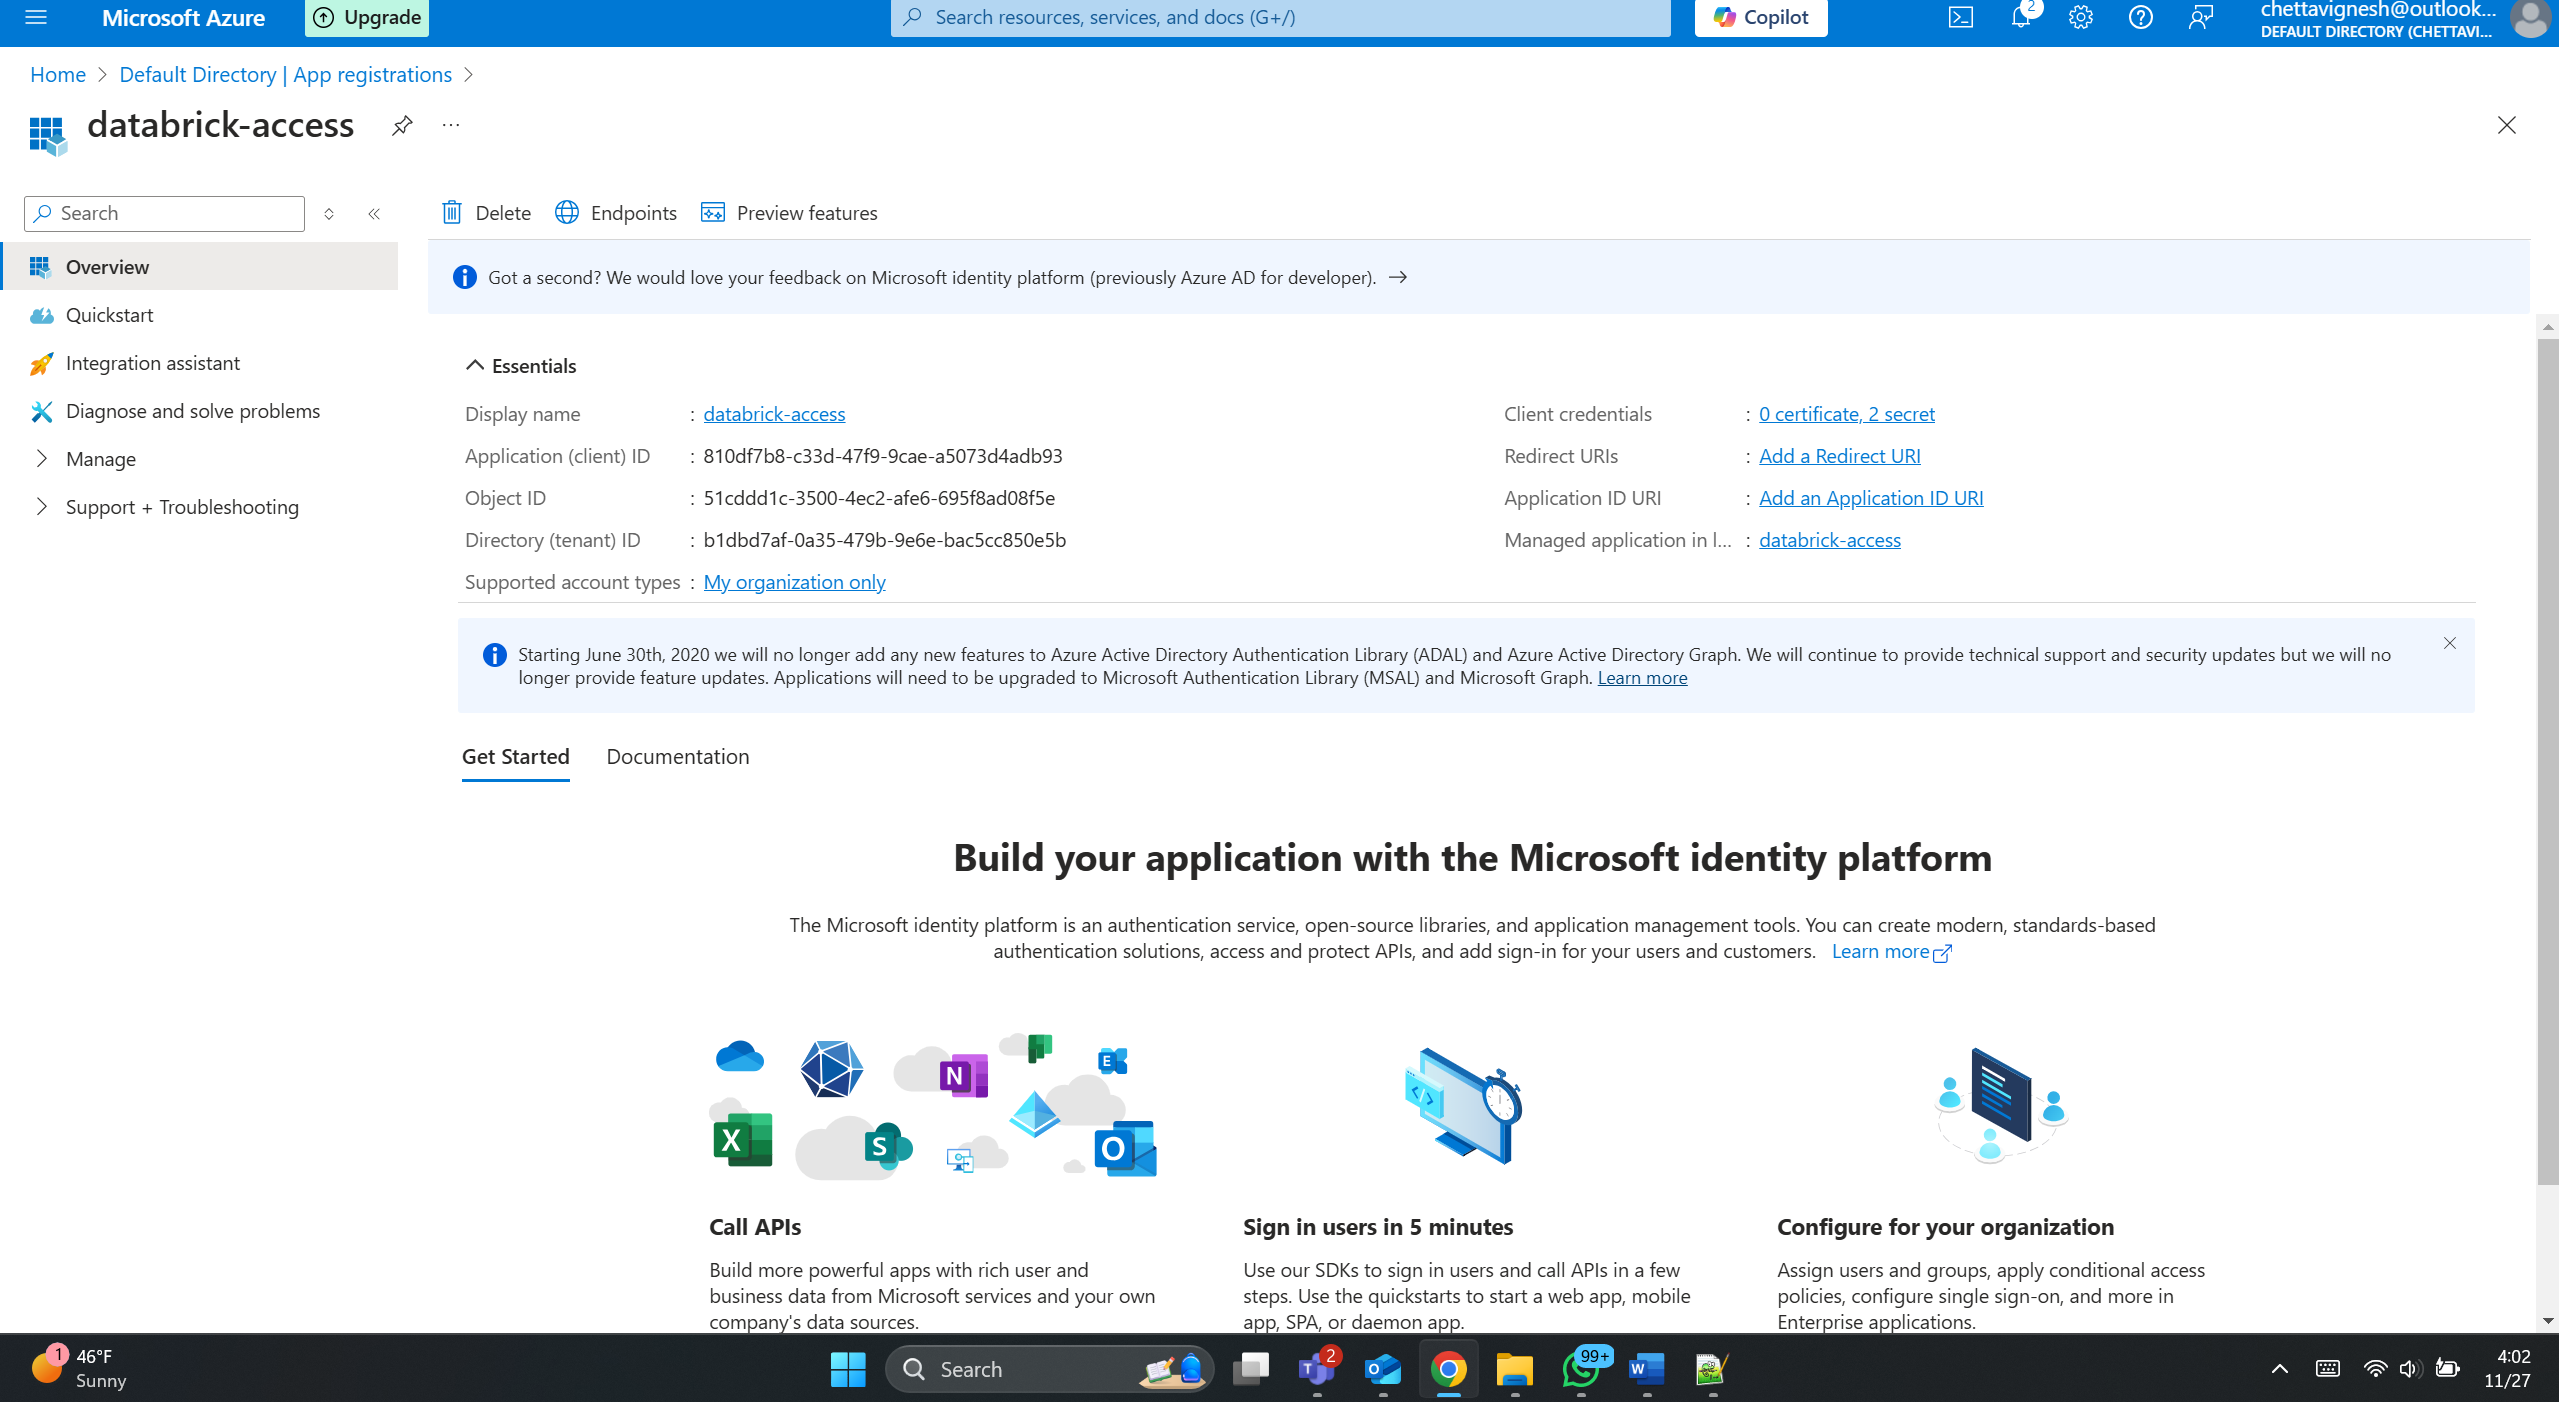 Microsoft Azure
Upgrade
Search resources, services, and docs (G+/)
Copilot
2
chettavignesh@outlook...
DEFAULT DIRECTORY (CHETTAVI...
Home > Default Directory | App registrations >
databrick-access
Search
Delete
Endpoints
Preview features
Overview
Quickstart
Integration assistant
Diagnose and solve problems
Manage
Support + Troubleshooting
Got a second? We would love your feedback on Microsoft identity platform (previously Azure AD for developer). →
Essentials
Display name : databrick-access
Application (client) ID : 810df7b8-c33d-47f9-9cae-a5073d4adb93
Object ID : 51cddd1c-3500-4ec2-afe6-695f8ad08f5e
Directory (tenant) ID : b1dbd7af-0a35-479b-9e6e-bac5cc850e5b
Supported account types : My organization only
Client credentials : 0 certificate, 2 secret
Redirect URIs : Add a Redirect URI
Application ID URI : Add an Application ID URI
Managed application in l... : databrick-access
Starting June 30th, 2020 we will no longer add any new features to Azure Active Directory Authentication Library (ADAL) and Azure Active Directory Graph. We will continue to provide technical support and security updates but we will no
longer provide feature updates. Applications will need to be upgraded to Microsoft Authentication Library (MSAL) and Microsoft Graph. Learn more
Get Started
Documentation
Build your application with the Microsoft identity platform
The Microsoft identity platform is an authentication service, open-source libraries, and application management tools. You can create modern, standards-based
authentication solutions, access and protect APIs, and add sign-in for your users and customers. Learn more
N
E
X
S
O
Call APIs
Build more powerful apps with rich user and
business data from Microsoft services and your own
company's data sources.
Sign in users in 5 minutes
Use our SDKs to sign in users and call APIs in a few
steps. Use the quickstarts to start a web app, mobile
app, SPA, or daemon app.
Configure for your organization
Assign users and groups, apply conditional access
policies, configure single sign-on, and more in
Enterprise applications.
1
46°F
Sunny
Search
T
2
O
99+
W
4:02
11/27